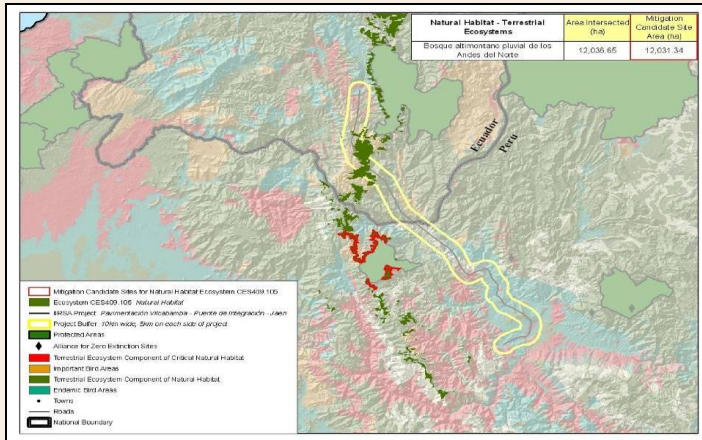 Natural Habitat - Terrestrial Ecosystems
Area intersected (ha)
Mitigation Candidate Site Area (ha)
Bosque altimontano pluvial de los Andes del Norte
12,036.65
12,031.34
Ecuador
Peru
Mitigation Candidate Sites for Natural Habitat Ecosystem CES409.105
Ecosystem CES409.105 Natural Habitat
IIRSA Project Pavimentación Vilcabamba - Puente de Integración - Jaen
Project Buffer 10km wide, 5km on each side of project
Protected Areas
Alliance for Zero Extinction Sites
Terrestrial Ecosystem Component of Critical Natural Habitat
Important Bird Areas
Terrestrial Ecosystem Component of Natural Habitat
Endemic Bird Areas
Towns
Roads
National Boundary